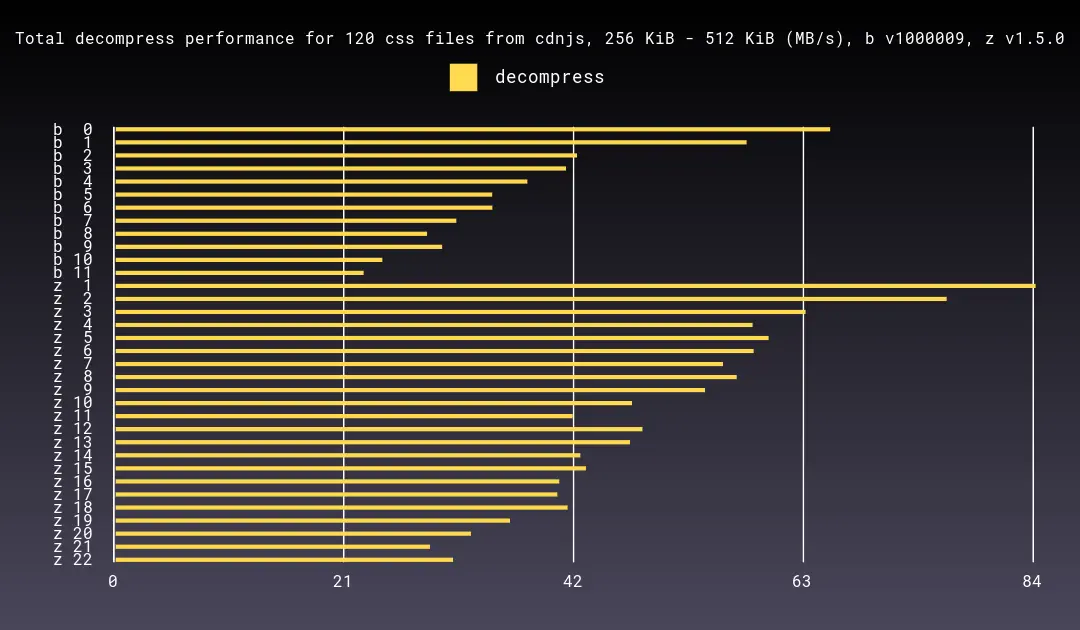 Total decompress performance for 120 css files from cdnjs, 256 KiB - 512 KiB (MB/s), b v1000009, z v1.5.0
decompress
b 0
b 1
b 2
b 3
b 4
b 5
b 6
b 7
b 8
b 9
b 10
b 11
z 1
z 2
z 3
z 4
z 5
z 6
z 7
z 8
z 9
z 10
z 11
z 12
z 13
z 14
z 15
z 16
z 17
z 18
z 19
z 20
z 21
z 22
0 21 42 63 84